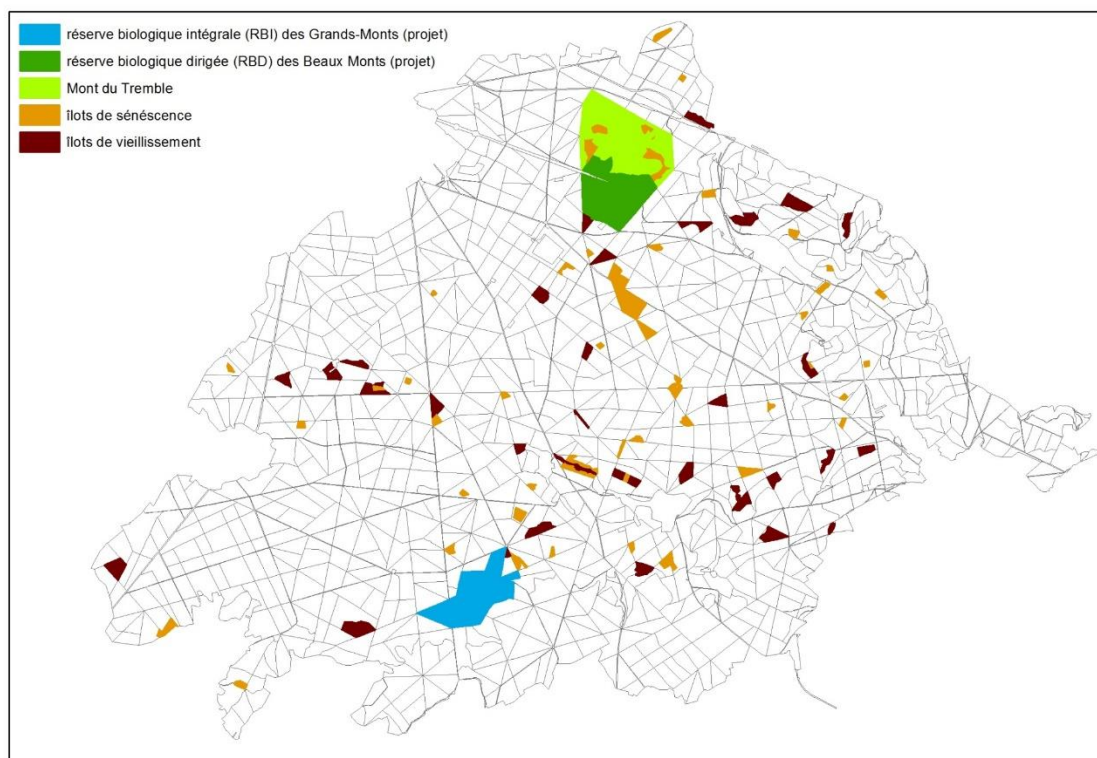 réserve biologique intégrale (RBI) des Grands-Monts (projet)
réserve biologique dirigée (RBD) des Beaux Monts (projet)
Mont du Tremble
îlots de sénéscence
îlots de vieillissement